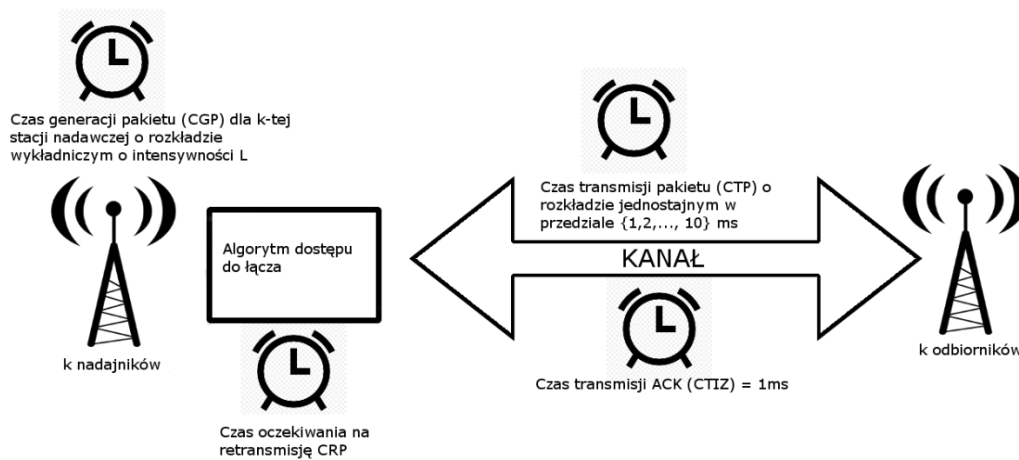 Czas generacji pakietu (CGP) dla k-tej
stacji nadawczej o rozkładzie
wykładniczym o intensywności L
k nadajników
Algorytm dostępu
do łącza
Czas oczekiwania na
retransmisję CRP
Czas transmisji pakietu (CTP) o
rozkładzie jednostajnym w
przedziale {1,2,..., 10} ms
KANAŁ
Czas transmisji ACK (CTIZ) = 1ms
k odbiorników